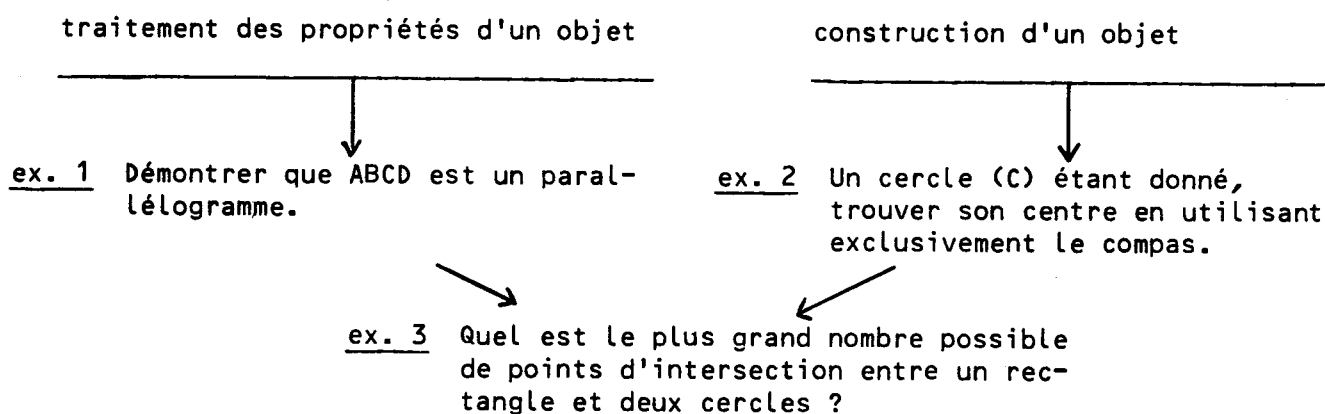 traitement des propriétés d'un objet
construction d'un objet
ex. 1 Démontrer que ABCD est un paral-
lélogramme.
ex. 2 Un cercle (C) étant donné,
trouver son centre en utilisant
exclusivement le compas.
ex. 3 Quel est le plus grand nombre possible
de points d'intersection entre un rec-
tangle et deux cercles ?